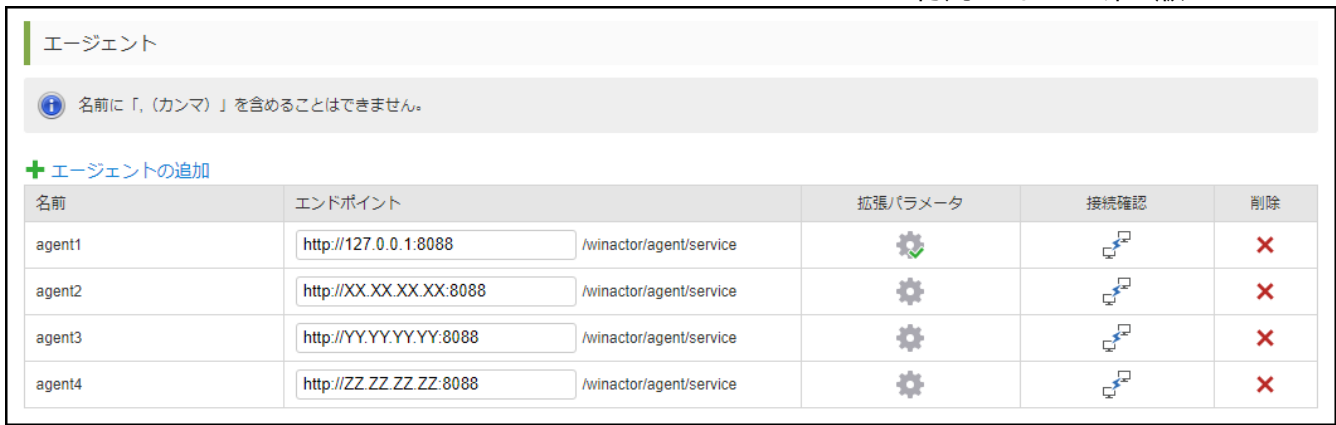 エージェント
名前に「,（カンマ）」を含めることはできません。
エージェントの追加
名前 エンドポイント 拡張パラメータ 接続確認 削除
agent1 http://127.0.0.1:8088 /winactor/agent/service
agent2 http://XX.XX.XX.XX:8088 /winactor/agent/service
agent3 http://YY.YY.YY.YY:8088 /winactor/agent/service
agent4 http://ZZ.ZZ.ZZ.ZZ:8088 /winactor/agent/service